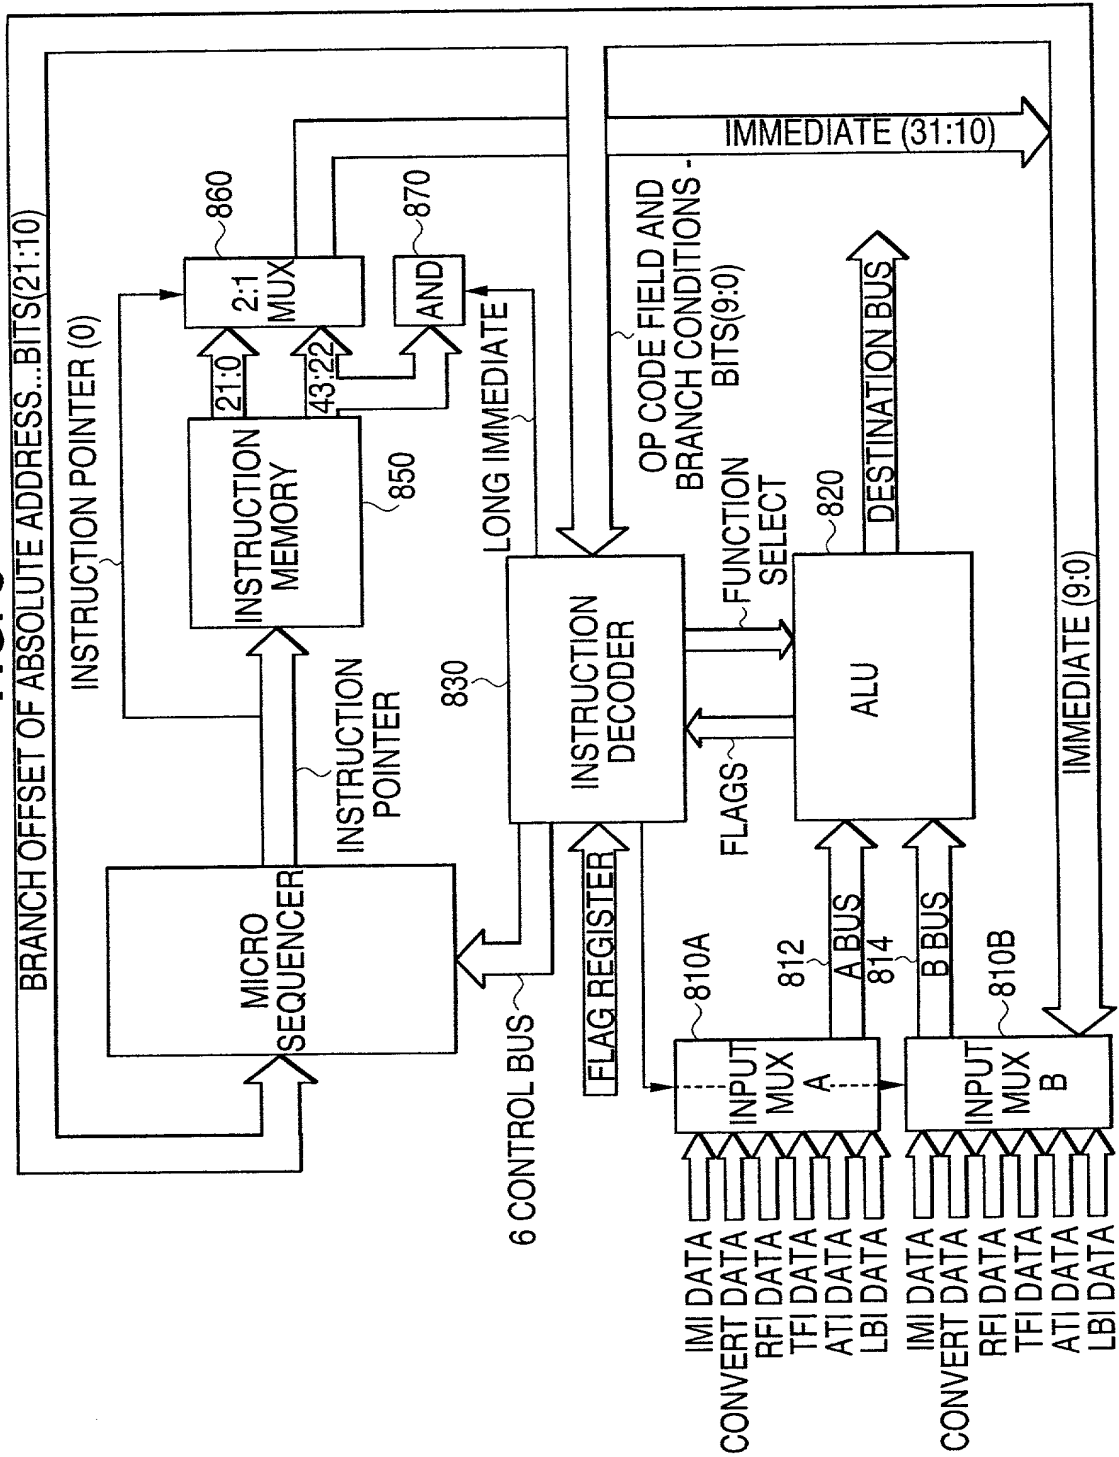 BRANCH OFFSET OF ABSOLUTE ADDRESS...BITS(21:10)
INSTRUCTION POINTER (0)
MICRO
SEQUENCER
INSTRUCTION
POINTER
INSTRUCTION
MEMORY
850
21:0
43:22
2:1
MUX
860
AND
870
LONG IMMEDIATE
6 CONTROL BUS
FLAG REGISTER
INSTRUCTION
DECODER
830
OP CODE FIELD AND
BRANCH CONDITIONS -
BITS(9:0)
IMMEDIATE (31:10)
FLAGS
FUNCTION
SELECT
IMI DATA
CONVERT DATA
RFI DATA
TFI DATA
ATI DATA
LBI DATA
INPUT
MUX
A
810A
812
A BUS
814
B BUS
ALU
820
DESTINATION BUS
IMI DATA
CONVERT DATA
RFI DATA
TFI DATA
ATI DATA
LBI DATA
INPUT
MUX
B
810B
IMMEDIATE (9:0)